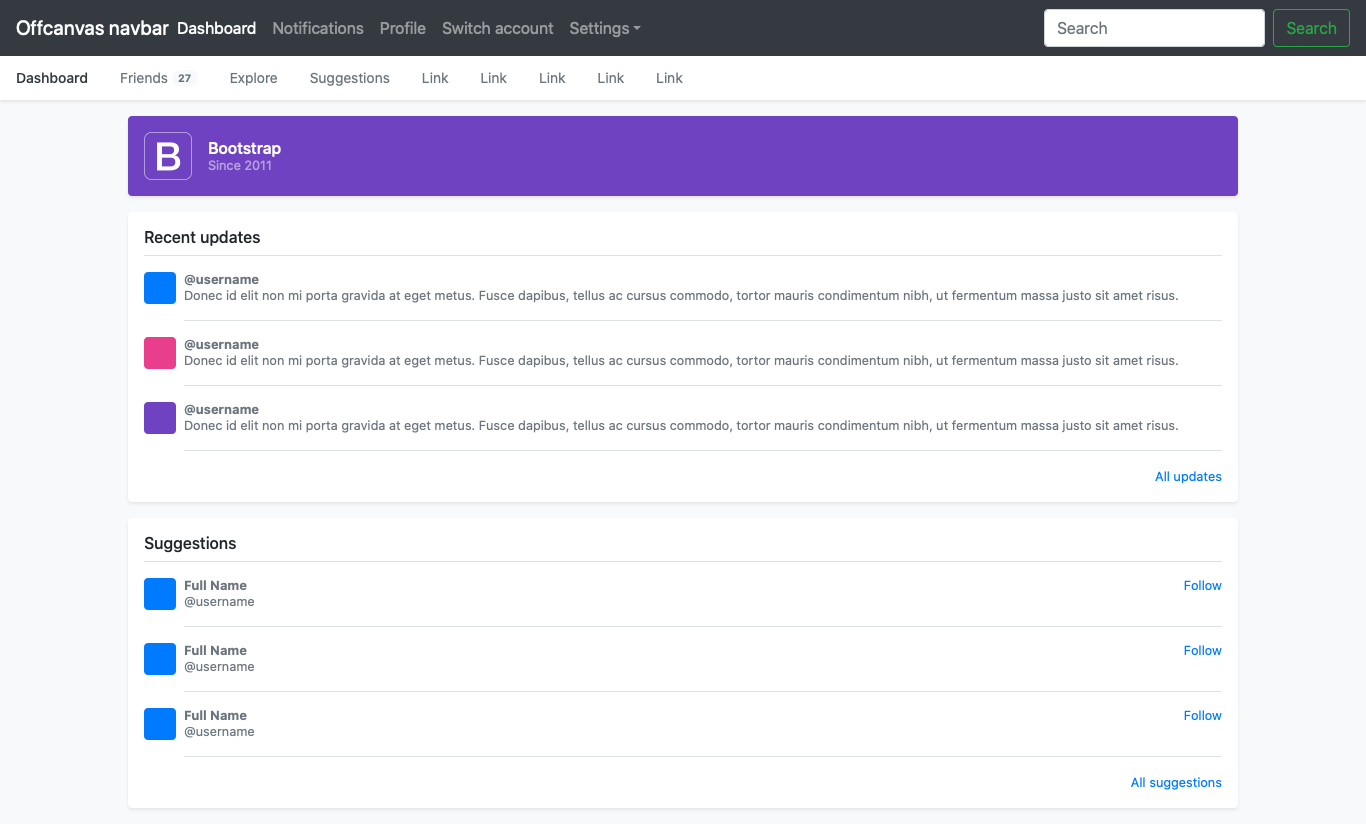 Offcanvas navbar Dashboard Notifications Profile Switch account Settings Search Search
Dashboard Friends 27 Explore Suggestions Link Link Link Link Link
B
Bootstrap
Since 2011
Recent updates
@username
Donec id elit non mi porta gravida at eget metus. Fusce dapibus, tellus ac cursus commodo, tortor mauris condimentum nibh, ut fermentum massa justo sit amet risus.
@username
Donec id elit non mi porta gravida at eget metus. Fusce dapibus, tellus ac cursus commodo, tortor mauris condimentum nibh, ut fermentum massa justo sit amet risus.
@username
Donec id elit non mi porta gravida at eget metus. Fusce dapibus, tellus ac cursus commodo, tortor mauris condimentum nibh, ut fermentum massa justo sit amet risus.
All updates
Suggestions
Full Name Follow
@username
Full Name Follow
@username
Full Name Follow
@username
All suggestions